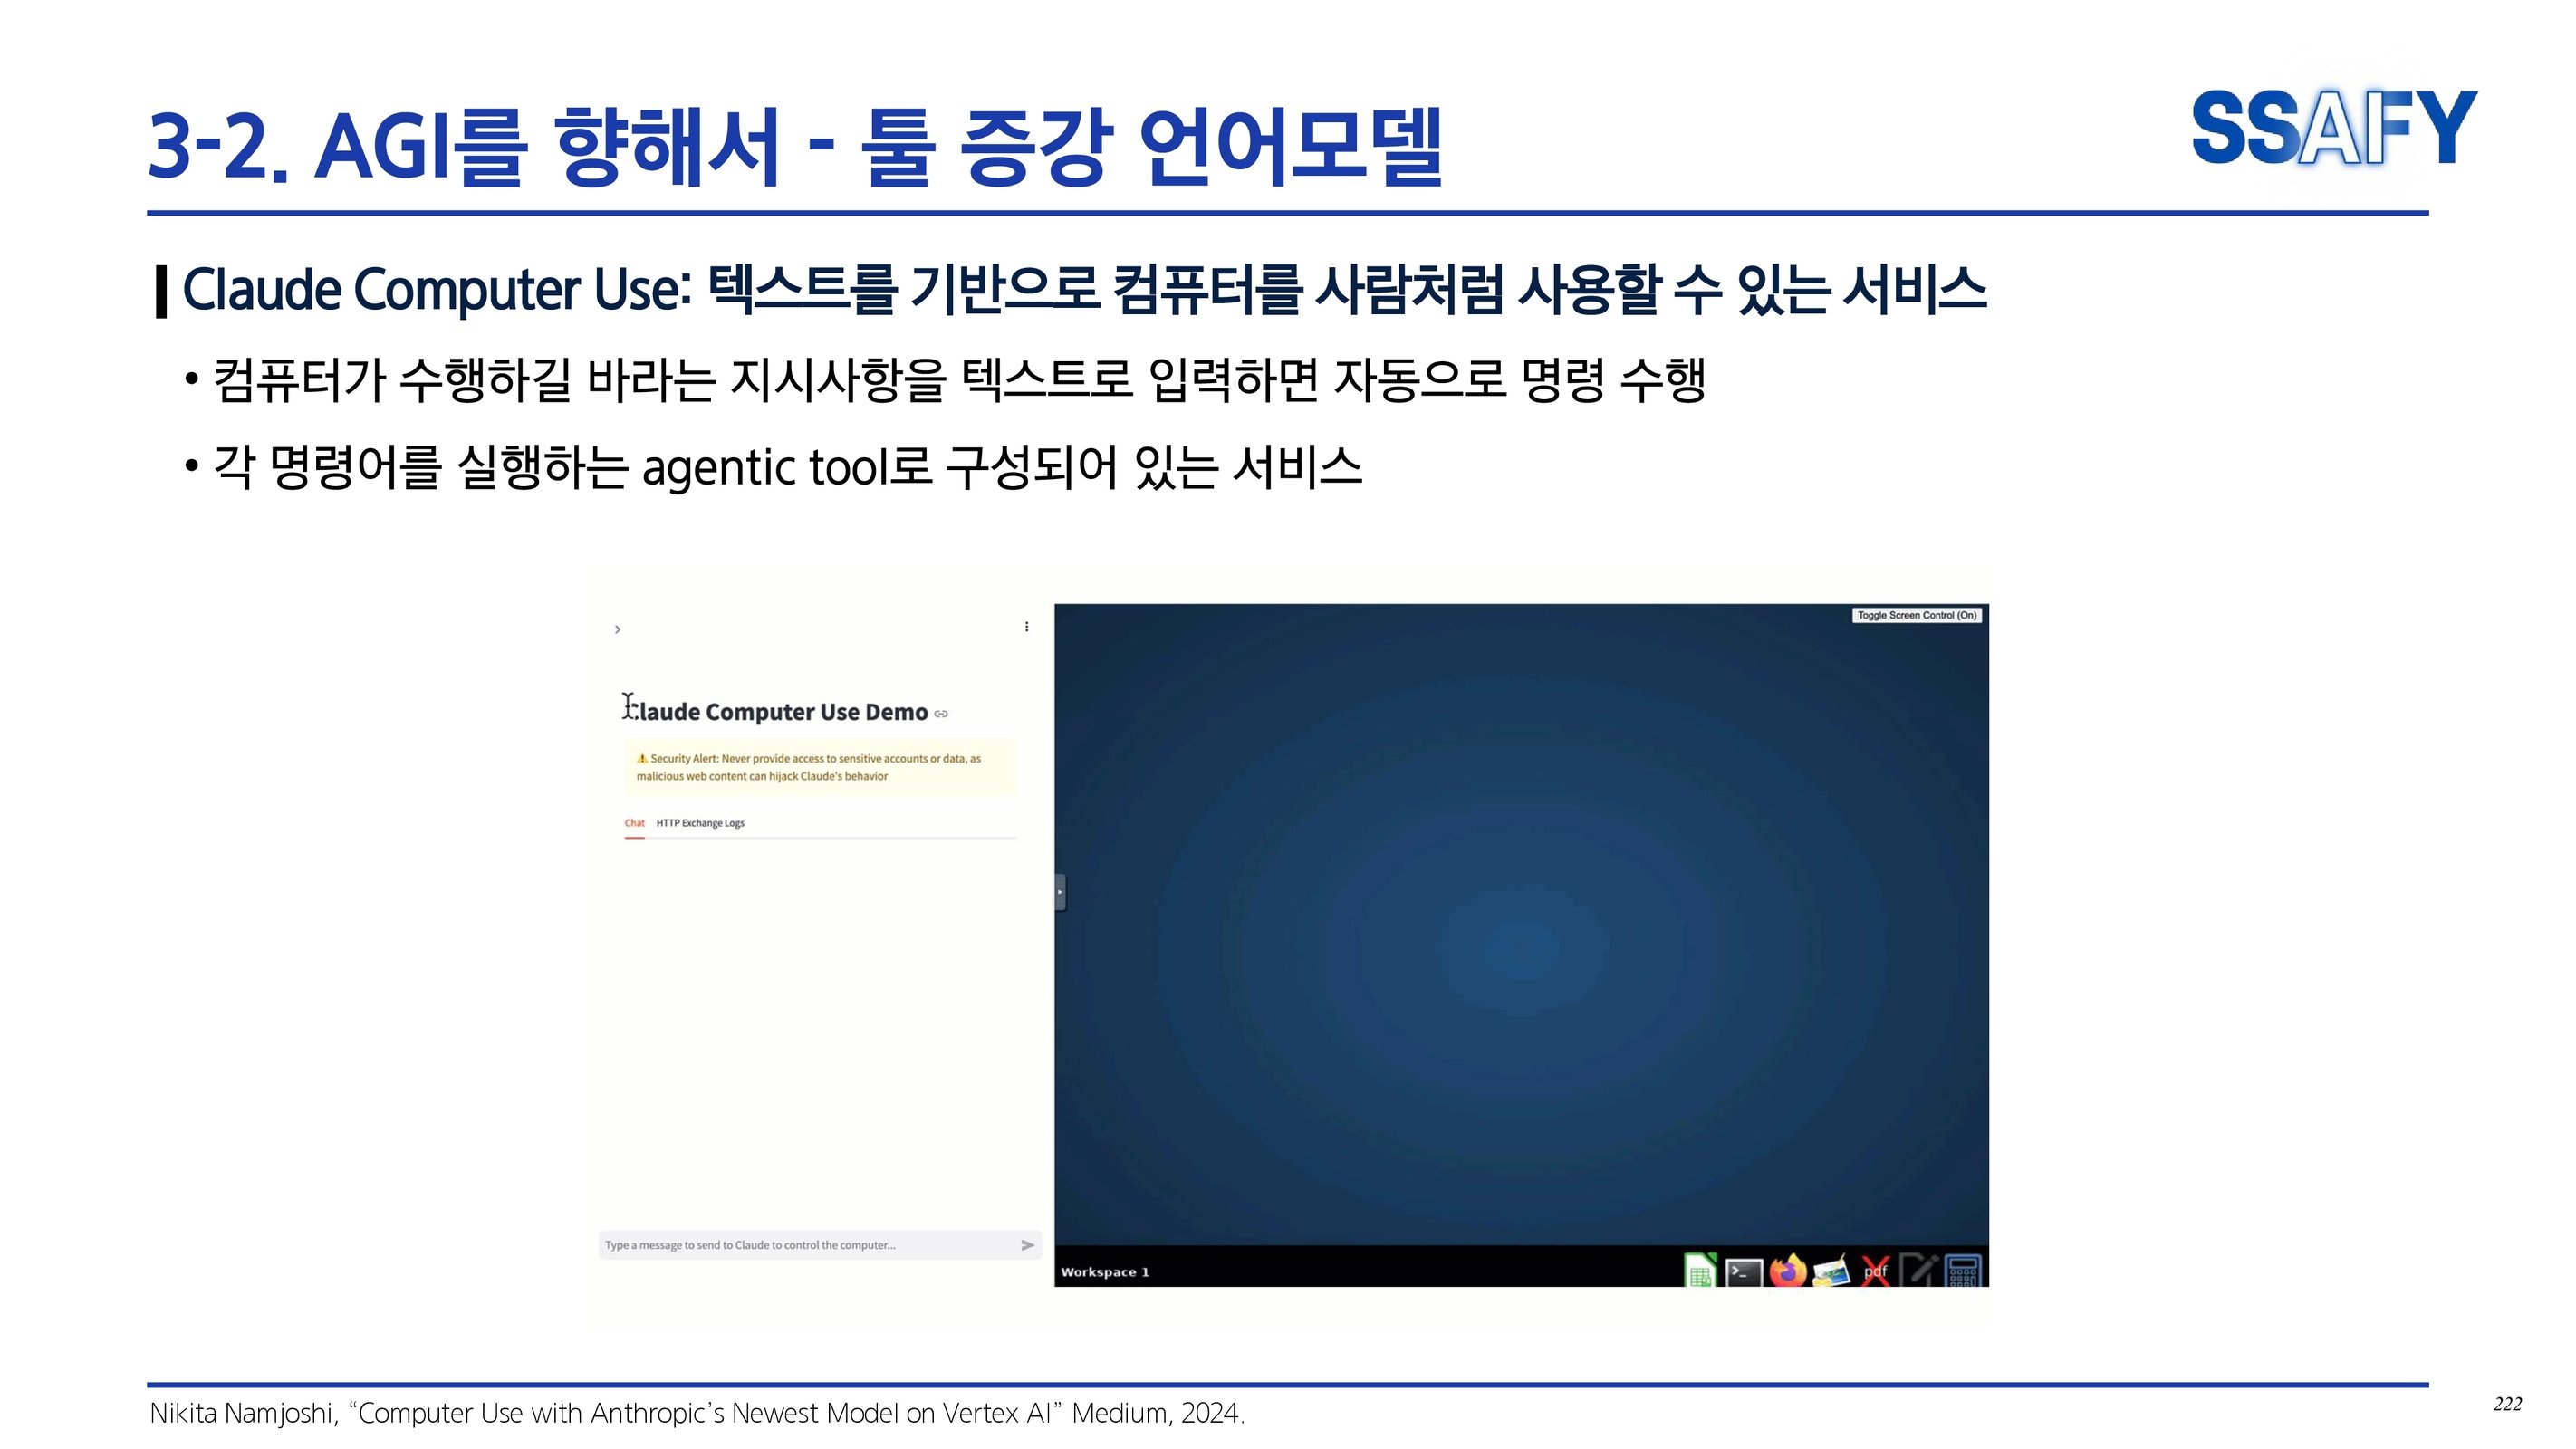 3-2. AGI를 향해서 - 툴 증강 언어모델
SSAFY
Claude Computer Use: 텍스트를 기반으로 컴퓨터를 사람처럼 사용할 수 있는 서비스
• 컴퓨터가 수행하길 바라는 지시사항을 텍스트로 입력하면 자동으로 명령 수행
• 각 명령어를 실행하는 agentic tool로 구성되어 있는 서비스
Toggle Screen Control (On)
Claude Computer Use Demo
⚠ Security Alert: Never provide access to sensitive accounts or data, as
malicious web content can hijack Claude's behavior
Chat HTTP Exchange Logs
Type a message to send to Claude to control the computer...
Workspace 1
pdf
Nikita Namjoshi, “Computer Use with Anthropic’s Newest Model on Vertex AI” Medium, 2024.
222